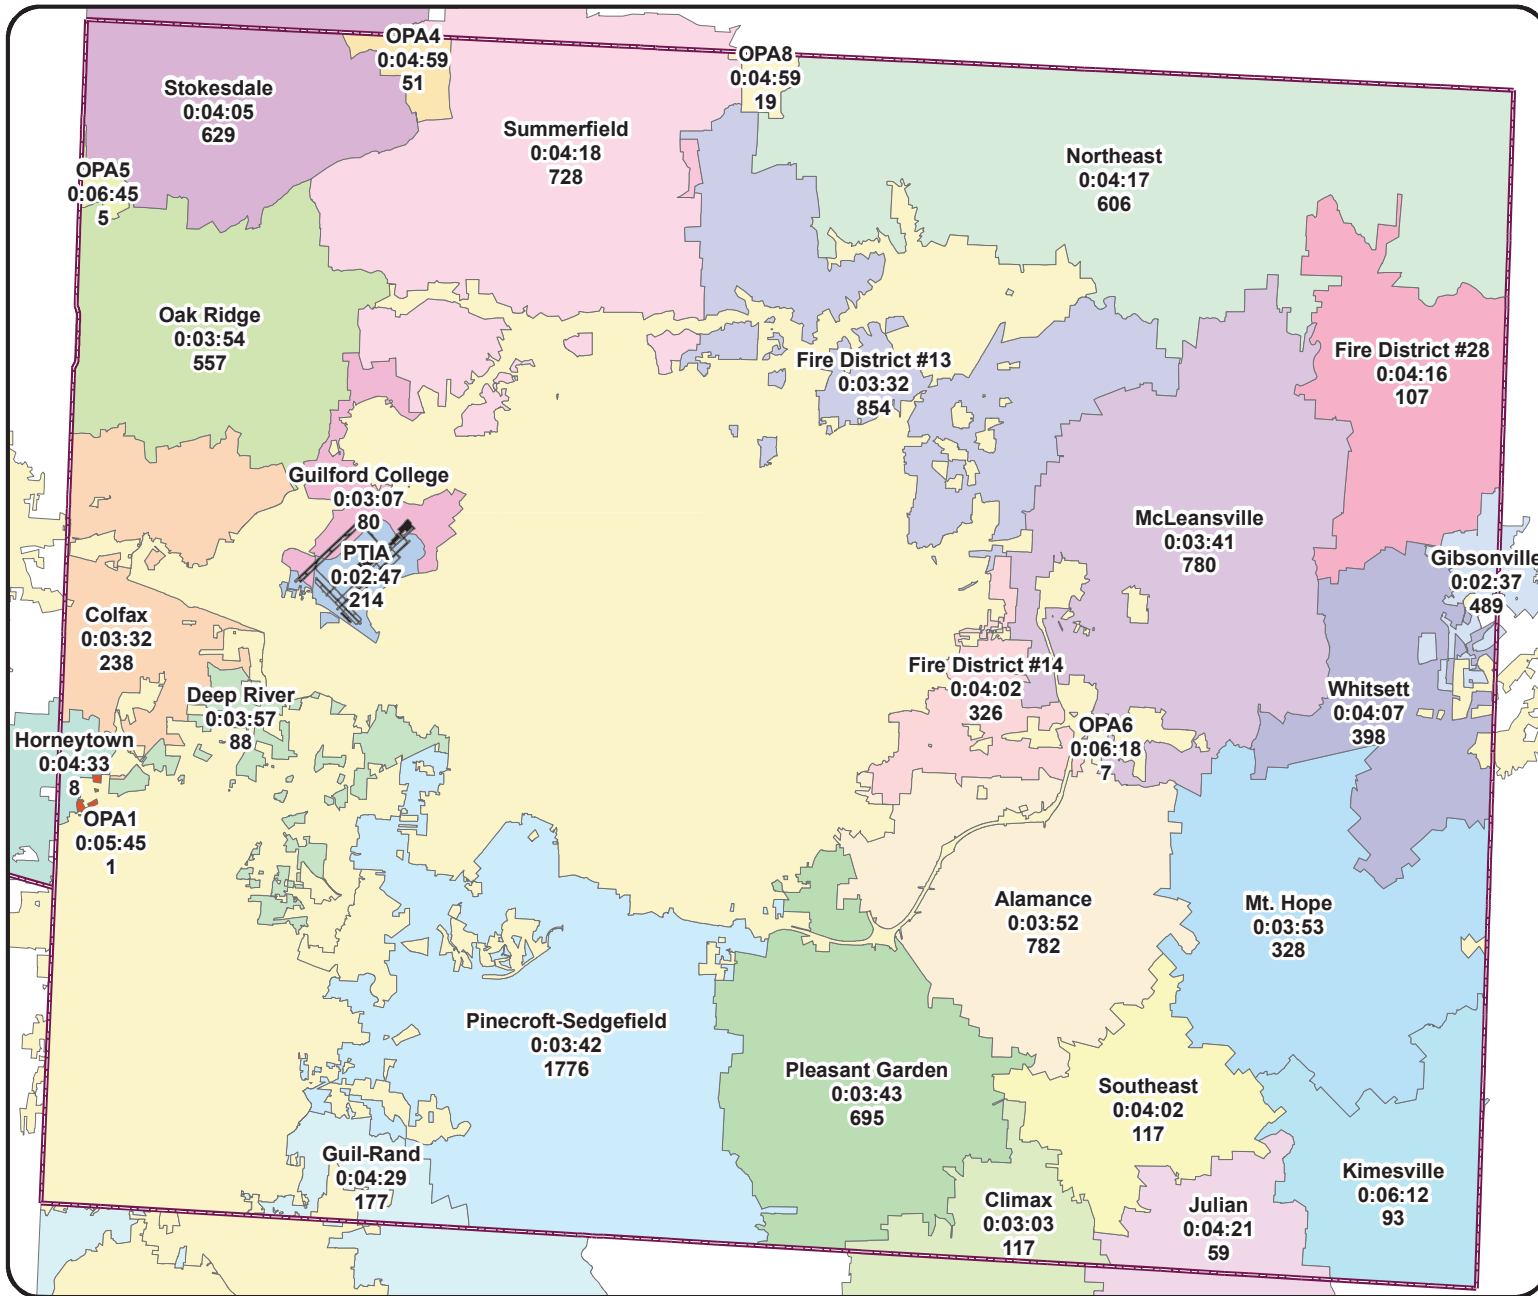 OPA4
0:04:59
51
OPA8
0:04:59
19
Stokesdale
0:04:05
629
Summerfield
0:04:18
728
Northeast
0:04:17
606
OPA5
0:06:45
5
Oak Ridge
0:03:54
557
Fire District #13
0:03:32
854
Fire District #28
0:04:16
107
Guilford College
0:03:07
80
PTIA
0:02:47
214
McLeansville
0:03:41
780
Gibsonville
0:02:37
489
Colfax
0:03:32
238
Deep River
0:03:57
88
Fire District #14
0:04:02
326
Whitsett
0:04:07
398
OPA6
0:06:18
7
Horneytown
0:04:33
8
OPA1
0:05:45
1
Alamance
0:03:52
782
Mt. Hope
0:03:53
328
Pinecroft-Sedgefield
0:03:42
1776
Pleasant Garden
0:03:43
695
Southeast
0:04:02
117
Guil-Rand
0:04:29
177
Climax
0:03:03
117
Julian
0:04:21
59
Kimesville
0:06:12
93